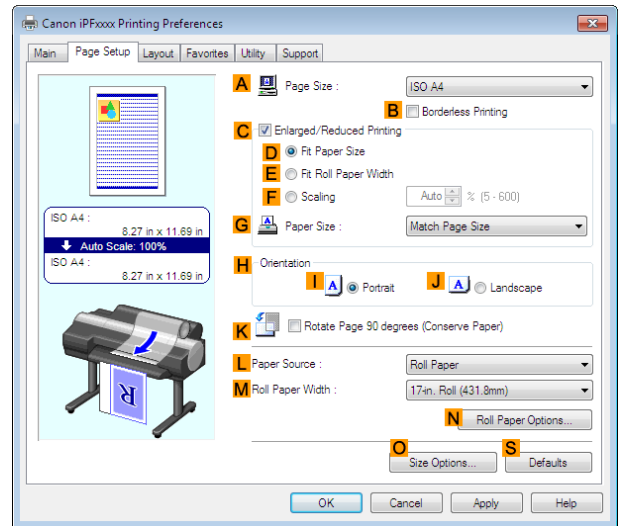 Canon iPFxxxx Printing Preferences
Main Page Setup Layout Favorites Utility Support
A Page Size : ISO A4
B Borderless Printing
C Enlarged/Reduced Printing
D Fit Paper Size
E Fit Roll Paper Width
F Scaling Auto % (5 - 600)
ISO A4 :
8.27 in x 11.69 in
Auto Scale: 100%
ISO A4 :
8.27 in x 11.69 in
G A Paper Size : Match Page Size
H Orientation
I A Portrait J A Landscape
K Rotate Page 90 degrees (Conserve Paper)
R
L Paper Source : Roll Paper
M Roll Paper Width : 17-in. Roll (431.8mm)
N Roll Paper Options...
O Size Options... S Defaults
OK Cancel Apply Help